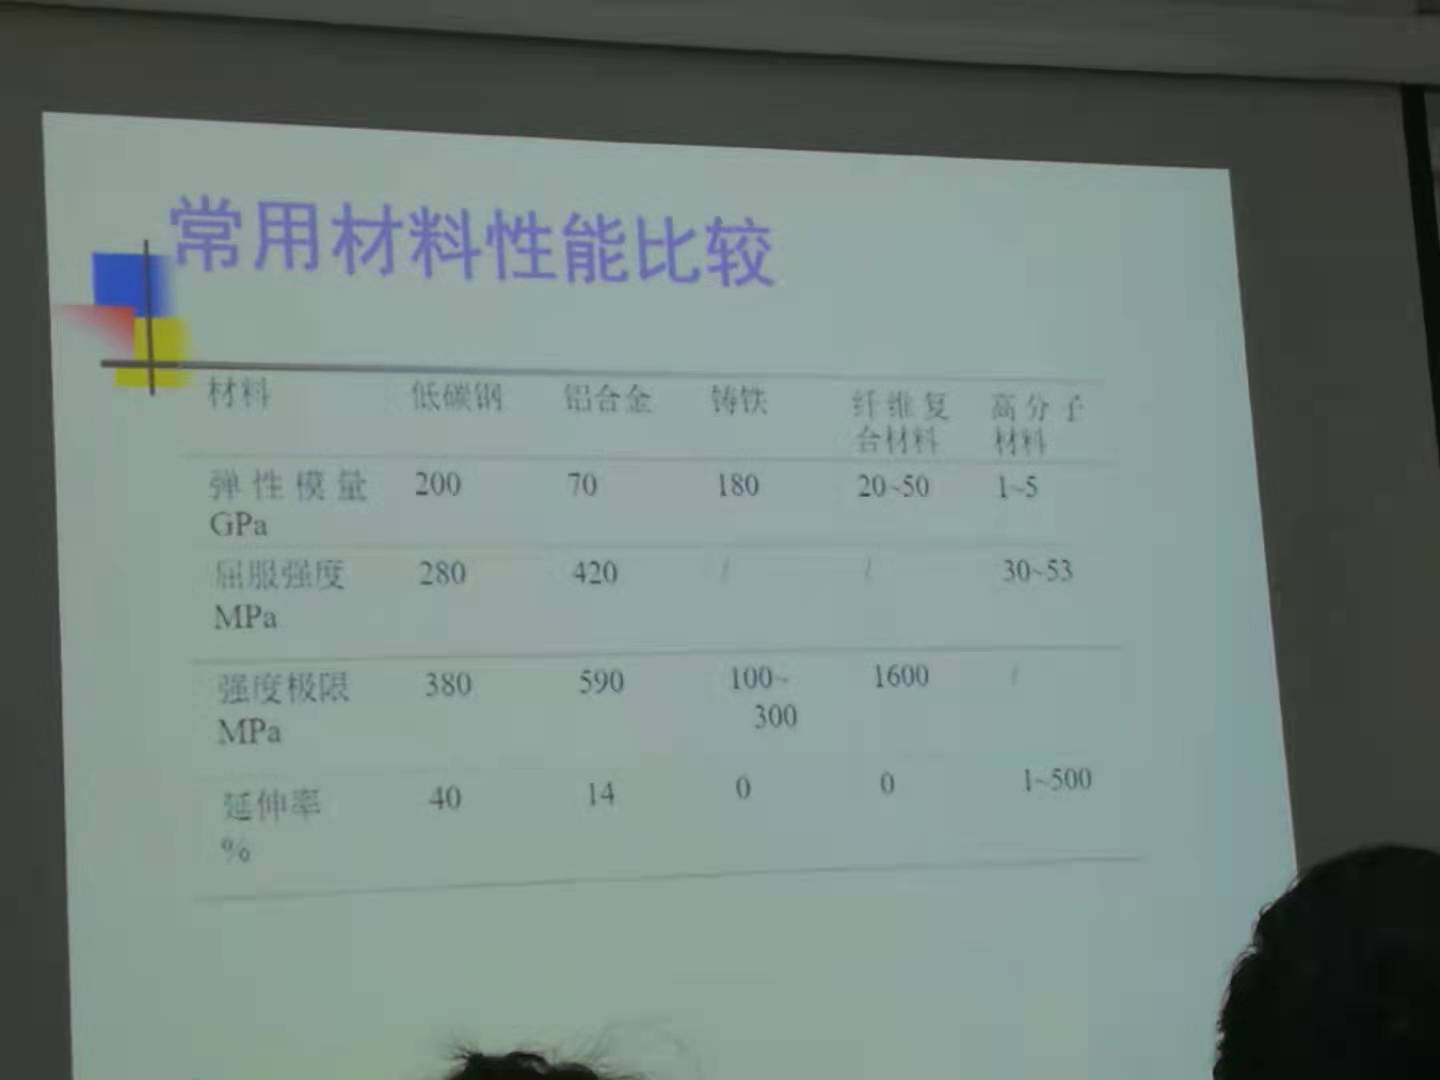 常用材料性能比较
材料 低碳钢 铝合金 铸铁 纤维复 高分子
合材料 材料
弹性模量 200 70 180 20~50 1~5
GPa
屈服强度 280 420 / / 30~53
MPa
强度极限 380 590 100~ 1600 /
MPa 300
延伸率 40 14 0 0 1~500
%